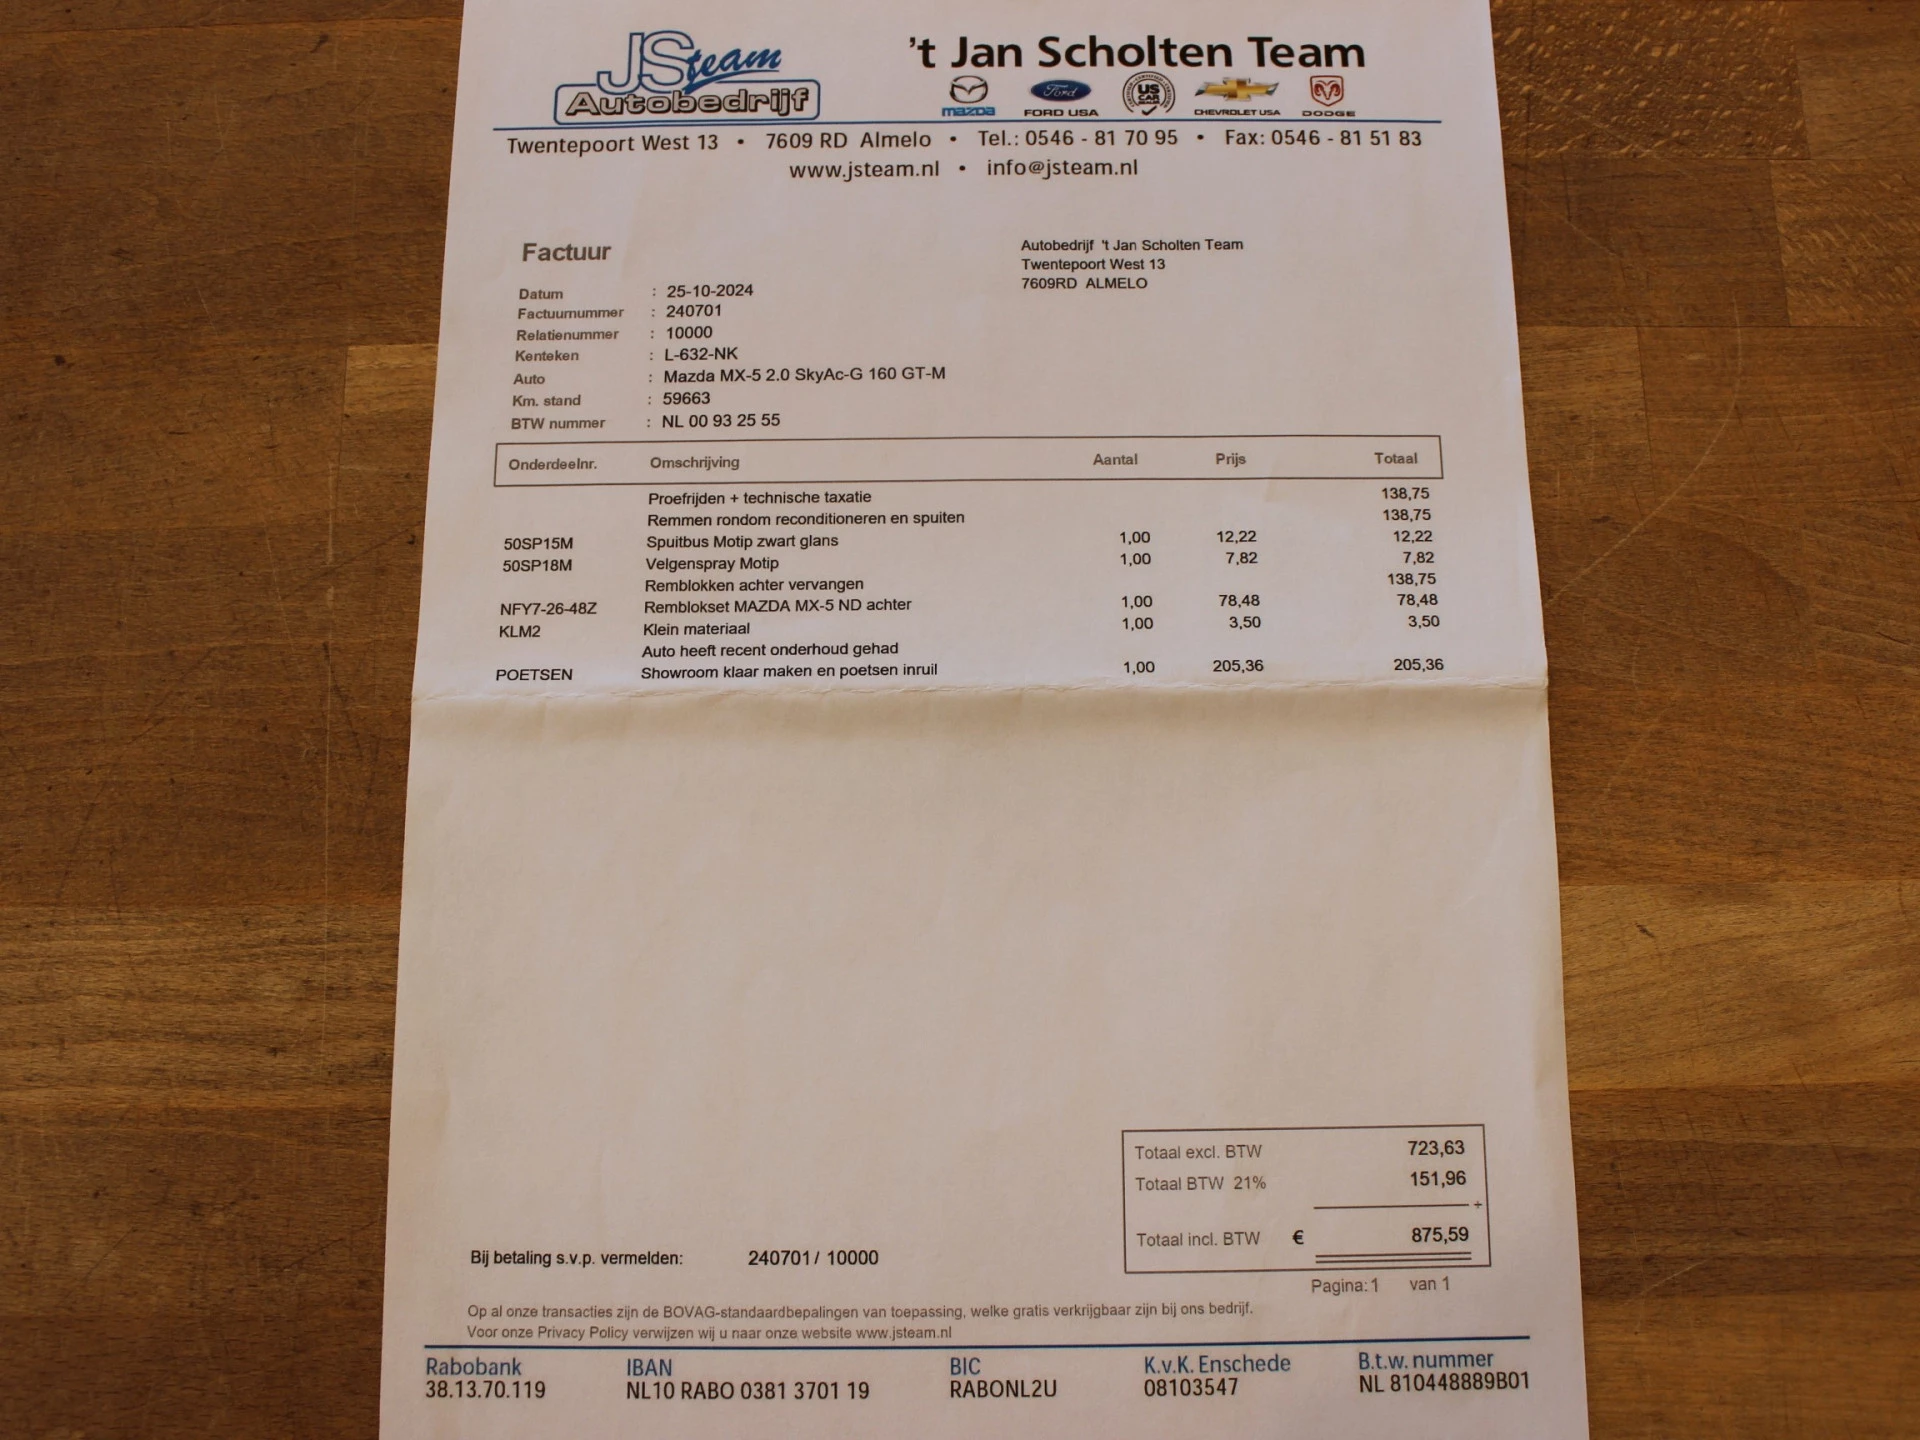 JSteam
Autobedrijf
't Jan Scholten Team
mazda
Ford
FORD USA
US CAR
CHEVROLET USA
DODGE
Twentepoort West 13 • 7609 RD Almelo • Tel.: 0546 - 81 70 95 • Fax: 0546 - 81 51 83
www.jsteam.nl • info@jsteam.nl
Factuur
Autobedrijf 't Jan Scholten Team
Twentepoort West 13
7609RD ALMELO
Datum : 25-10-2024
Factuurnummer : 240701
Relatienummer : 10000
Kenteken : L-632-NK
Auto : Mazda MX-5 2.0 SkyAc-G 160 GT-M
Km. stand : 59663
BTW nummer : NL 00 93 25 55
Onderdeelnr. Omschrijving Aantal Prijs Totaal
Proefrijden + technische taxatie 138,75
Remmen rondom reconditioneren en spuiten 138,75
50SP15M Spuitbus Motip zwart glans 1,00 12,22 12,22
50SP18M Velgenspray Motip 1,00 7,82 7,82
Remblokken achter vervangen 138,75
NFY7-26-48Z Remblokset MAZDA MX-5 ND achter 1,00 78,48 78,48
KLM2 Klein materiaal 1,00 3,50 3,50
Auto heeft recent onderhoud gehad
POETSEN Showroom klaar maken en poetsen inruil 1,00 205,36 205,36
Totaal excl. BTW 723,63
Totaal BTW 21% 151,96
+
Totaal incl. BTW € 875,59
Bij betaling s.v.p. vermelden: 240701 / 10000
Pagina: 1 van 1
Op al onze transacties zijn de BOVAG-standaardbepalingen van toepassing, welke gratis verkrijgbaar zijn bij ons bedrijf.
Voor onze Privacy Policy verwijzen wij u naar onze website www.jsteam.nl
Rabobank IBAN BIC K.v.K. Enschede B.t.w. nummer
38.13.70.119 NL10 RABO 0381 3701 19 RABONL2U 08103547 NL 810448889B01